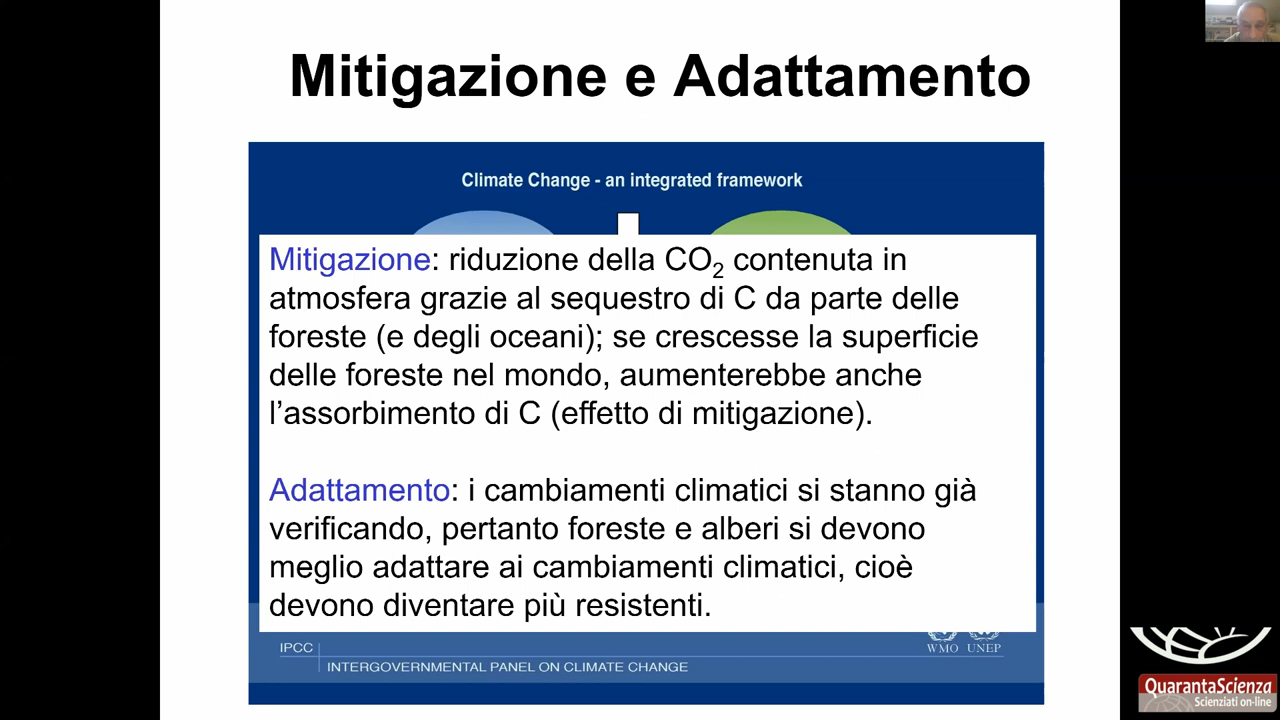 Mitigazione e Adattamento
Climate Change - an integrated framework
Mitigazione: riduzione della CO₂ contenuta in
atmosfera grazie al sequestro di C da parte delle
foreste (e degli oceani); se crescesse la superficie
delle foreste nel mondo, aumenterebbe anche
l’assorbimento di C (effetto di mitigazione).
Adattamento: i cambiamenti climatici si stanno già
verificando, pertanto foreste e alberi si devono
meglio adattare ai cambiamenti climatici, cioè
devono diventare più resistenti.
IPCC
INTERGOVERNMENTAL PANEL ON CLIMATE CHANGE
WMO UNEP
QuarantaScienza
Scienziati on-line